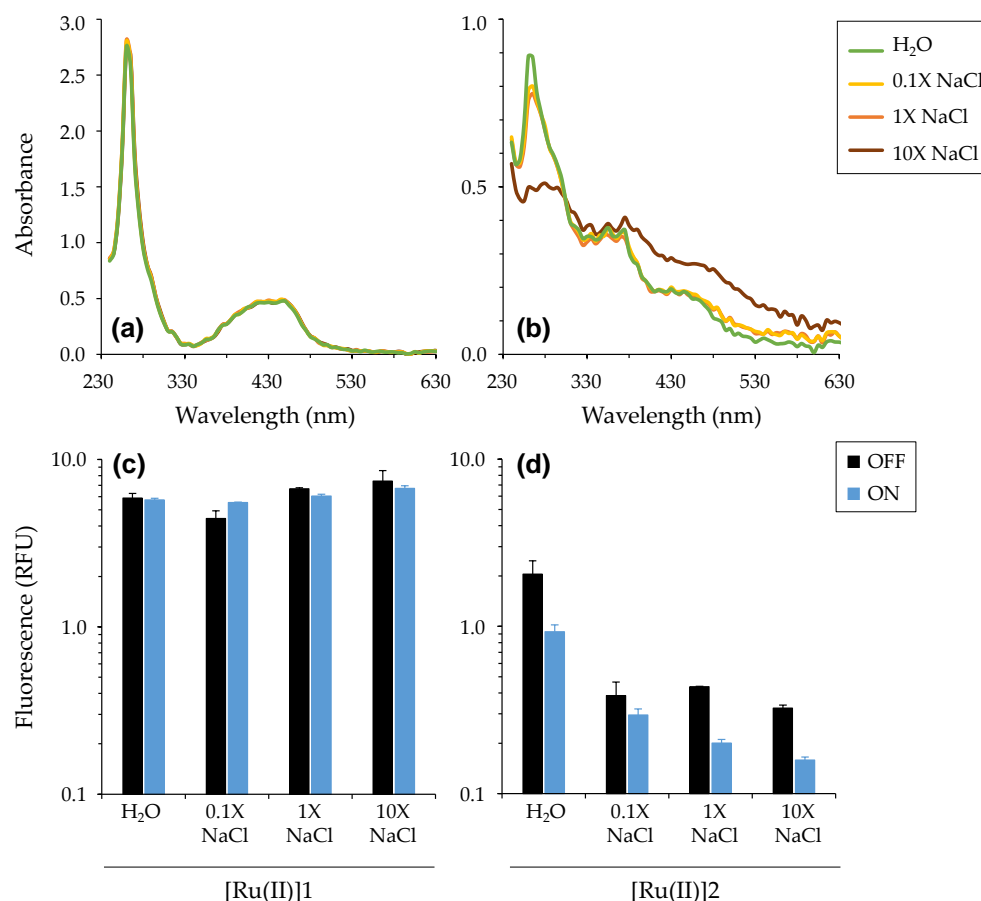 3.0
2.5
2.0
1.5
1.0
0.5
0.0
Absorbance
(a)
230 330 430 530 630
Wavelength (nm)
1.0
0.5
0.0
(b)
230 330 430 530 630
Wavelength (nm)
H₂O
0.1X NaCl
1X NaCl
10X NaCl
10.0
1.0
0.1
Fluorescence (RFU)
(c)
H₂O 0.1X NaCl 1X NaCl 10X NaCl
[Ru(II)]1
10.0
1.0
0.1
(d)
H₂O 0.1X NaCl 1X NaCl 10X NaCl
[Ru(II)]2
OFF
ON